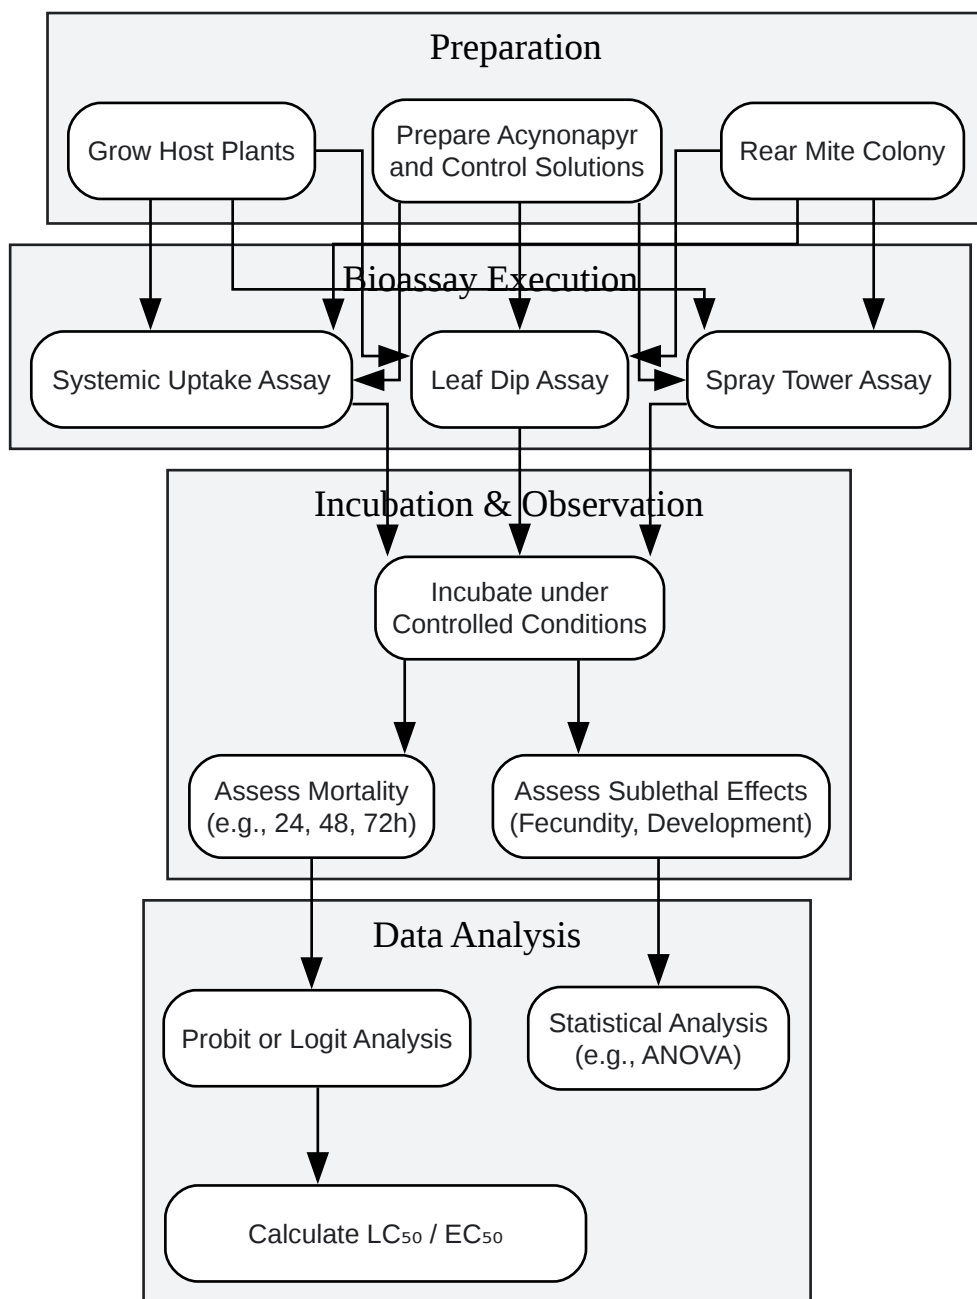 Preparation
Grow Host Plants
Prepare Acynonapyr
and Control Solutions
Rear Mite Colony
Bioassay Execution
Systemic Uptake Assay
Leaf Dip Assay
Spray Tower Assay
Incubation & Observation
Incubate under
Controlled Conditions
Assess Mortality
(e.g., 24, 48, 72h)
Assess Sublethal Effects
(Fecundity, Development)
Data Analysis
Probit or Logit Analysis
Statistical Analysis
(e.g., ANOVA)
Calculate LC₅₀ / EC₅₀